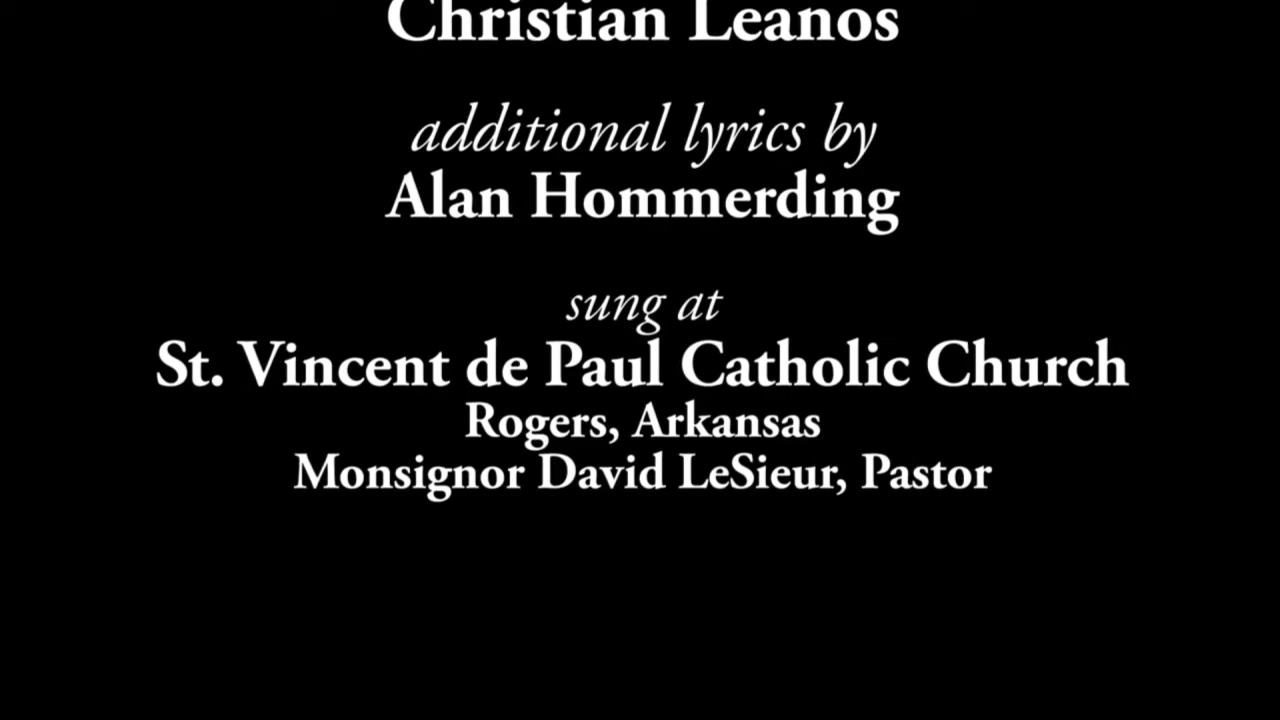 Christian Leanos
additional lyrics by
Alan Hommerding
sung at
St. Vincent de Paul Catholic Church
Rogers, Arkansas
Monsignor David LeSieur, Pastor